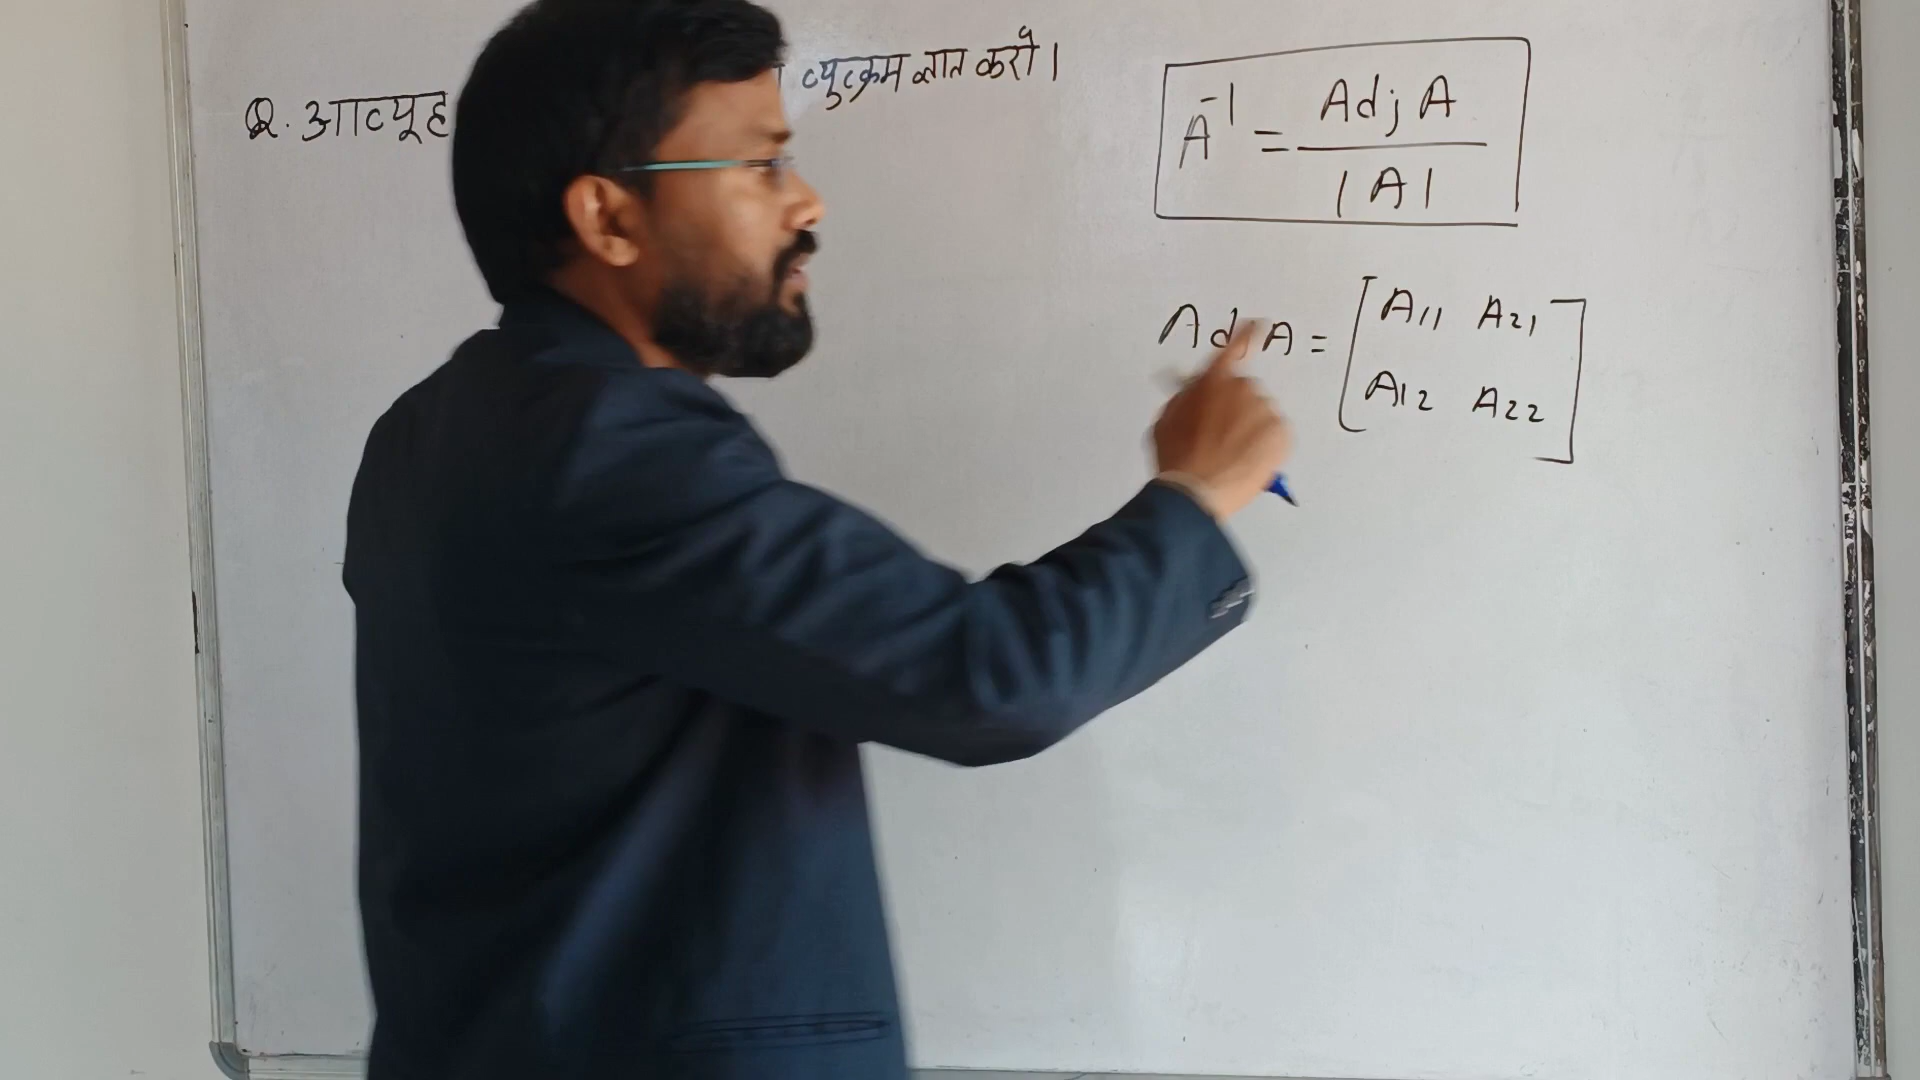 Q. आव्यूह व्युत्क्रम ज्ञात करो।
A⁻¹ = Adj A / |A|
Adj A = [A₁₁ A₂₁
A₁₂ A₂₂]